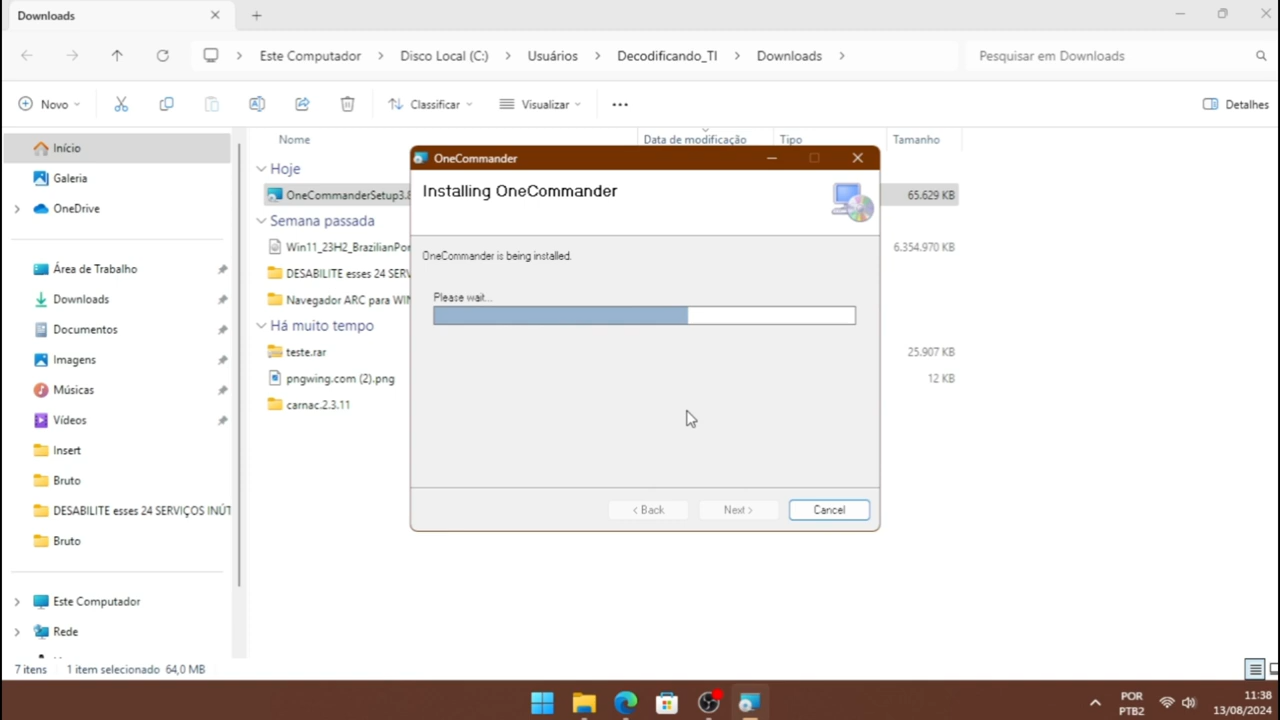 Downloads
Este Computador > Disco Local (C:) > Usuários > Decodificando_TI > Downloads >
Pesquisar em Downloads
Novo
Classificar
Visualizar
Detalhes
Início
Galeria
OneDrive
Área de Trabalho
Downloads
Documentos
Imagens
Músicas
Vídeos
Insert
Bruto
DESABILITE esses 24 SERVIÇOS INÚT
Bruto
Este Computador
Rede
Nome
Data de modificação
Tipo
Tamanho
Hoje
OneCommanderSetup3.8
65.629 KB
Semana passada
Win11_23H2_BrazilianPor
6.354.970 KB
DESABILITE esses 24 SERV
Navegador ARC para WIN
Há muito tempo
teste.rar
25.907 KB
pngwing.com (2).png
12 KB
carnac.2.3.11
OneCommander
Installing OneCommander
OneCommander is being installed.
Please wait...
< Back
Next >
Cancel
7 itens
1 item selecionado 64,0 MB
POR
PTB2
11:38
13/08/2024